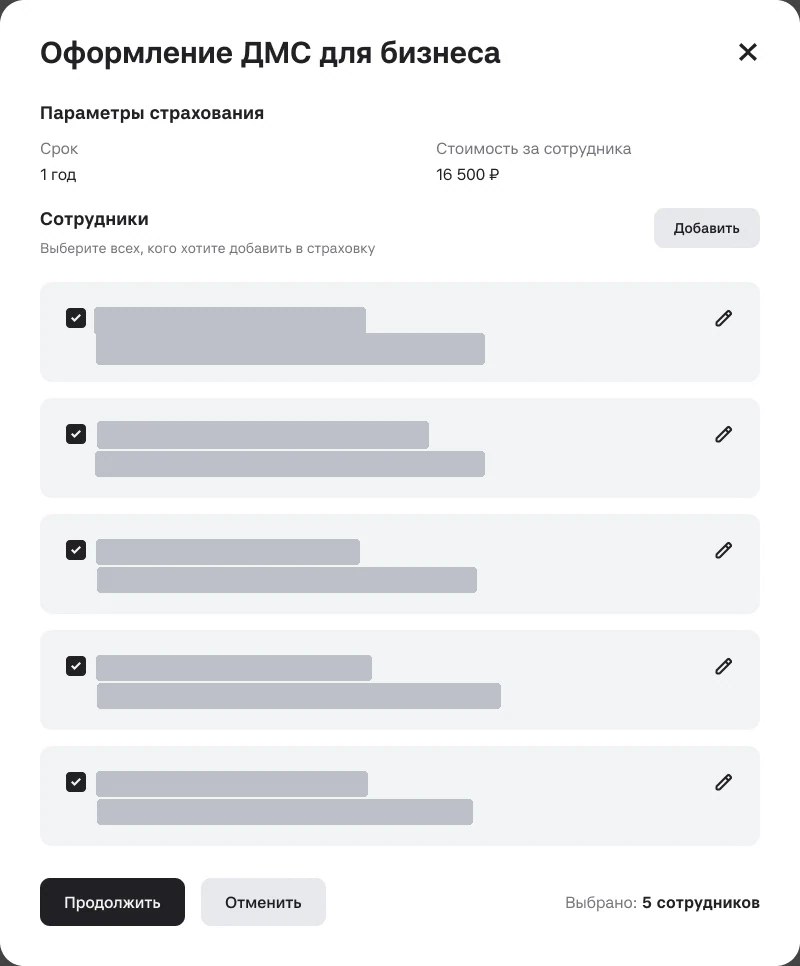 Оформление ДМС для бизнеса
Параметры страхования
Срок
Стоимость за сотрудника
1 год
16 500 ₽
Сотрудники
Добавить
Выберите всех, кого хотите добавить в страховку
Продолжить
Отменить
Выбрано: 5 сотрудников